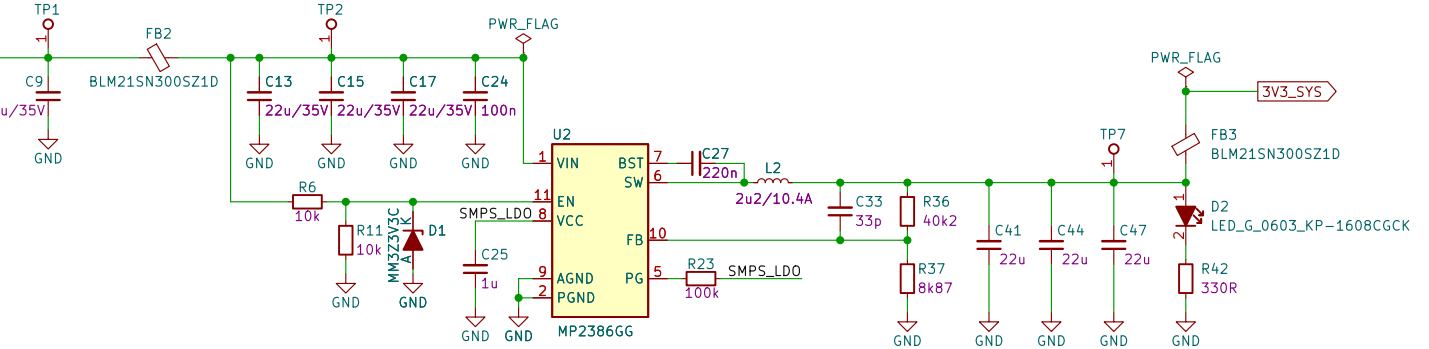 TP1
1
FB2
BLM21SN300SZ1D
C9
u/35V
GND
TP2
1
PWR_FLAG
C13
22u/35V
GND
C15
22u/35V
GND
C17
22u/35V
GND
C24
100n
GND
R6
10k
R11
10k
GND
MM3Z3V3C
A
K
D1
GND
SMPS_LDO
C25
1u
GND
GND
U2
1 VIN
11 EN
8 VCC
9 AGND
2 PGND
BST 7
SW 6
FB 10
PG 5
MP2386GG
C27
220n
L2
2u2/10.4A
R23
100k
SMPS_LDO
C33
33p
R36
40k2
R37
8k87
GND
C41
22u
GND
C44
22u
GND
TP7
1
C47
22u
GND
PWR_FLAG
3V3_SYS
FB3
BLM21SN300SZ1D
1
D2
LED_G_0603_KP-1608CGCK
2
R42
330R
GND